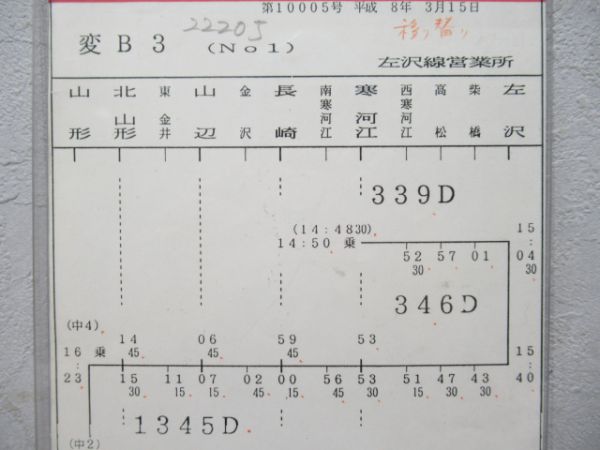 第10005号 平成 8年 3月15日
22205
移り替り
変B3 (No1)
左沢線営業所
山形 北山形 東金井 山辺 金沢 長崎 南寒河江 寒河江 西寒河江 高松 柴橋 左沢
339D
(14:4830) 15
14:50 乗 :
52 57 01 04
30 30
346D
(中4)
14 06 59 53
16 乗 45 45 45 15
: :
23 15 11 07 02 00 56 53 51 47 43 40
30 15 45 15 30 15 30 30
1345D
(中2)